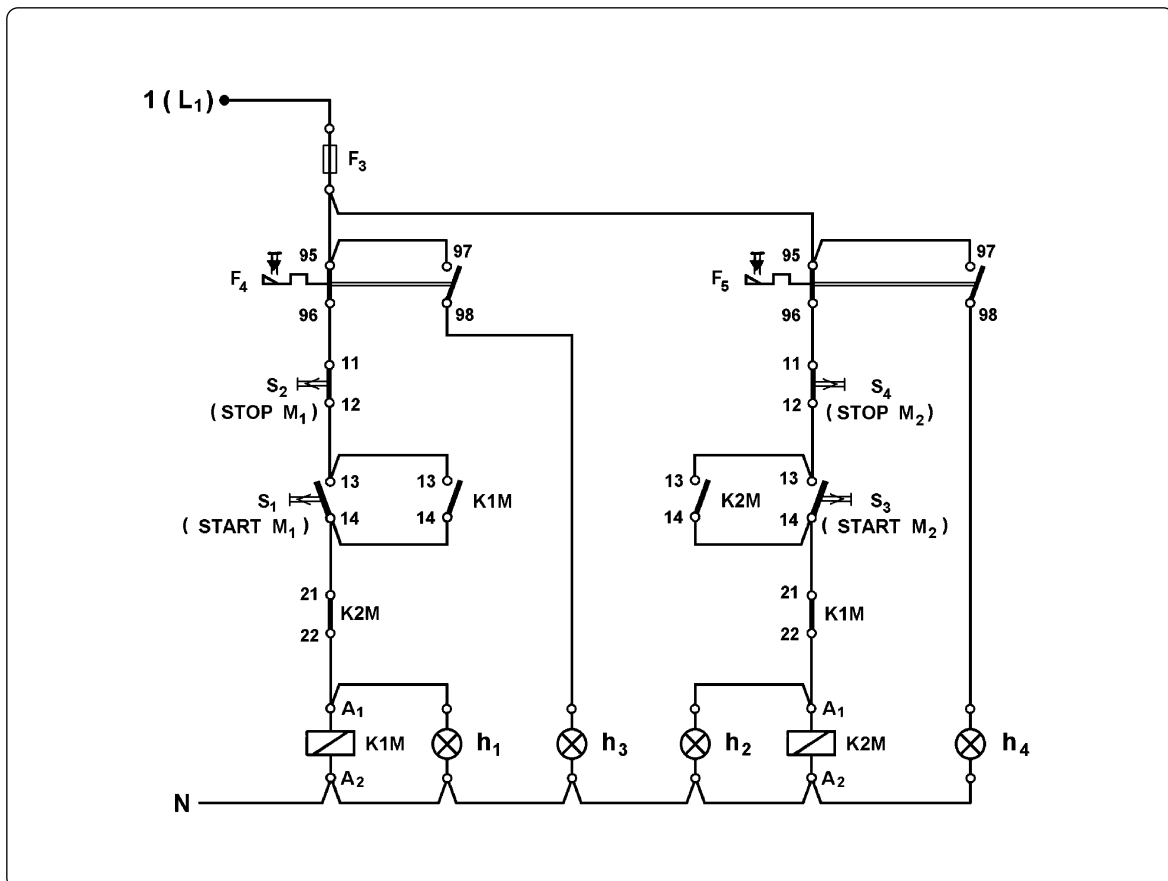 1 ( L₁ )
F₃
95
97
95
97
F₄
F₅
96
98
96
98
11
11
S₂
S₄
( STOP M₁ )
12
12
( STOP M₂ )
13
13
13
13
S₁
K1M
K2M
S₃
( START M₁ )
14
14
14
14
( START M₂ )
21
21
K2M
K1M
22
22
A₁
A₁
K1M
h₁
h₃
h₂
K2M
h₄
A₂
A₂
N